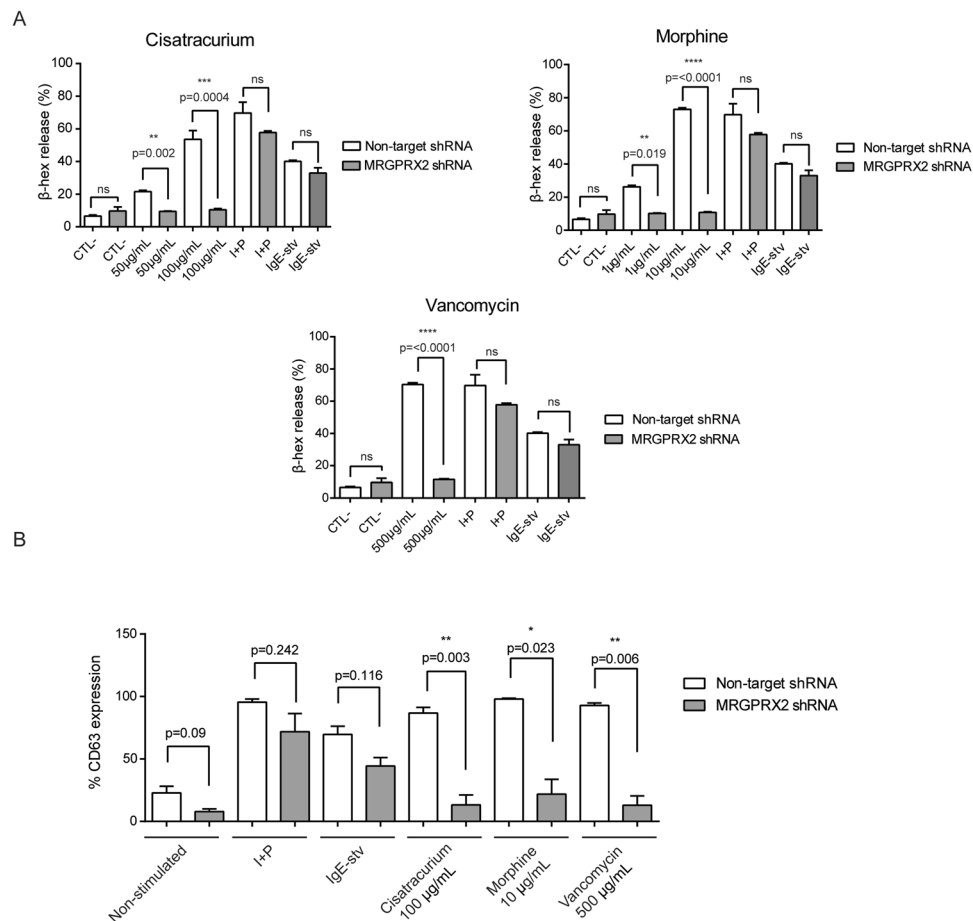 A
Cisatracurium
β-hex release (%)
100
80
60
40
20
0
ns
**
p=0.002
***
p=0.0004
ns
ns
CTL-
CTL-
50µg/mL
50µg/mL
100µg/mL
100µg/mL
I+P
I+P
IgE-stv
IgE-stv
Non-target shRNA
MRGPRX2 shRNA
Morphine
β-hex release (%)
100
80
60
40
20
0
ns
**
p=0.019
****
p=<0.0001
ns
ns
CTL-
CTL-
1µg/mL
1µg/mL
10µg/mL
10µg/mL
I+P
I+P
IgE-stv
IgE-stv
Non-target shRNA
MRGPRX2 shRNA
Vancomycin
β-hex release (%)
100
80
60
40
20
0
ns
****
p=<0.0001
ns
ns
CTL-
CTL-
500µg/mL
500µg/mL
I+P
I+P
IgE-stv
IgE-stv
Non-target shRNA
MRGPRX2 shRNA
B
% CD63 expression
150
100
50
0
p=0.09
p=0.242
p=0.116
**
p=0.003
*
p=0.023
**
p=0.006
Non-stimulated
I+P
IgE-stv
Cisatracurium
100 µg/mL
Morphine
10 µg/mL
Vancomycin
500 µg/mL
Non-target shRNA
MRGPRX2 shRNA